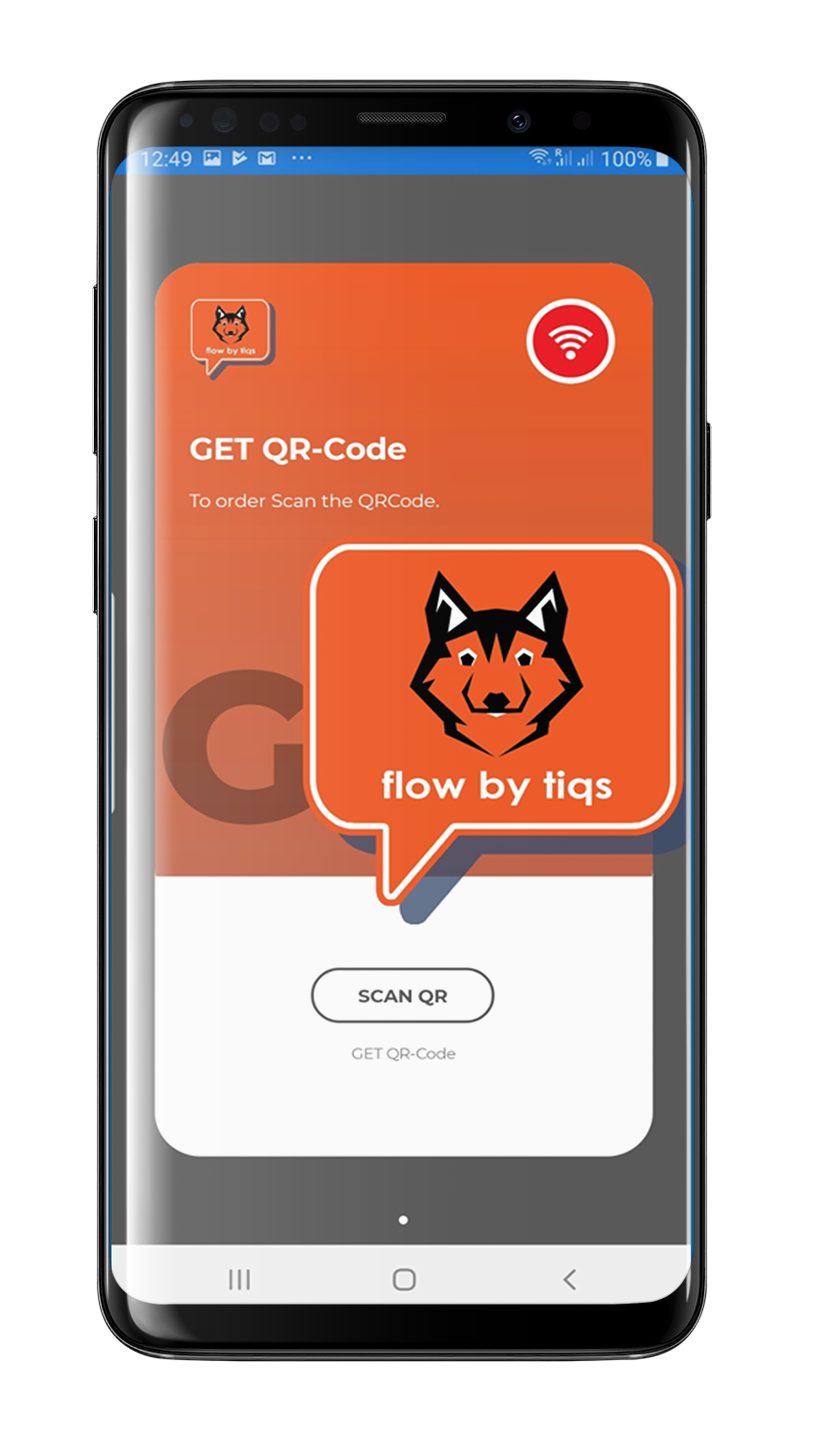 12:49
R
100%
flow by tiqs
GET QR-Code
To order Scan the QRCode.
G
flow by tiqs
SCAN QR
GET QR-Code